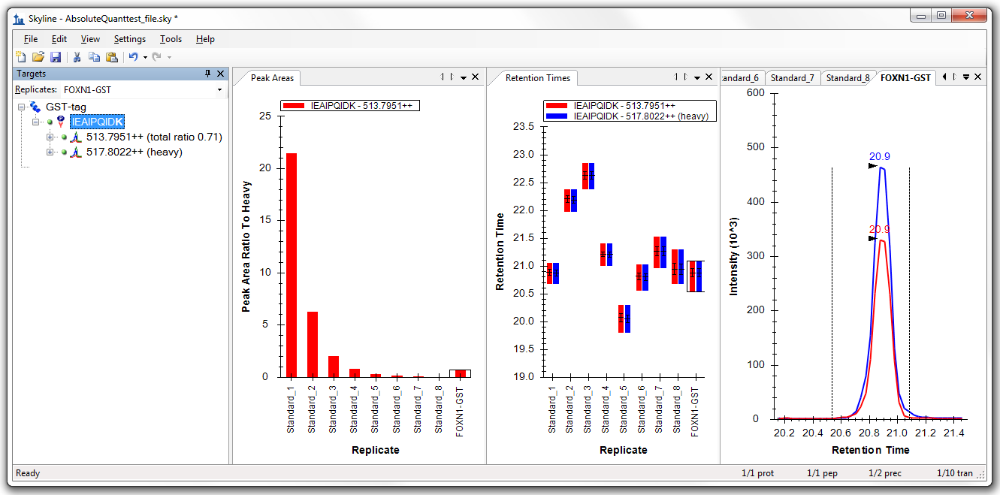 Skyline - AbsoluteQuanttest_file.sky *
File Edit View Settings Tools Help
Targets
Replicates: FOXN1-GST
GST-tag
IEAIPQIDK
513.7951++ (total ratio 0.71)
517.8022++ (heavy)
Peak Areas
IEAIPQIDK - 513.7951++
25
20
15
10
5
0
Peak Area Ratio To Heavy
Standard_1
Standard_2
Standard_3
Standard_4
Standard_5
Standard_6
Standard_7
Standard_8
FOXN1-GST
Replicate
Retention Times
IEAIPQIDK - 513.7951++
IEAIPQIDK - 517.8022++ (heavy)
23.5
23.0
22.5
22.0
21.5
21.0
20.5
20.0
19.5
19.0
Retention Time
Standard_1
Standard_2
Standard_3
Standard_4
Standard_5
Standard_6
Standard_7
Standard_8
FOXN1-GST
Replicate
andard_6 Standard_7 Standard_8 FOXN1-GST
600
500
400
300
200
100
0
Intensity (10^3)
20.9
20.9
20.2 20.4 20.6 20.8 21.0 21.2 21.4
Retention Time
Ready 1/1 prot 1/1 pep 1/2 prec 1/10 tran